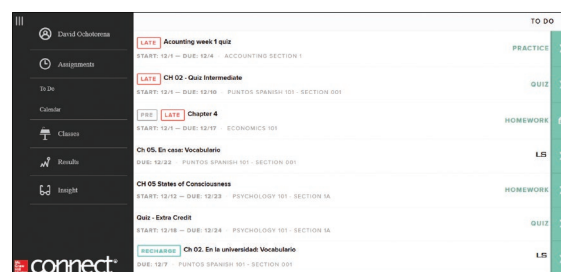 TO DO
David Ochotorena
Assignments
To Do
Calendar
Classes
Results
Insight
connect®
LATE Acounting week 1 quiz
START: 12/1 — DUE: 12/4 · ACCOUNTING SECTION 1
PRACTICE
LATE CH 02 - Quiz Intermediate
START: 12/1 — DUE: 12/10 · PUNTOS SPANISH 101 - SECTION 001
QUIZ
PRE LATE Chapter 4
START: 12/1 — DUE: 12/17 · ECONOMICS 101
HOMEWORK
Ch 05. En casa: Vocabulario
DUE: 12/22 · PUNTOS SPANISH 101 - SECTION 001
LS
CH 05 States of Consciousness
START: 12/12 — DUE: 12/23 · PSYCHOLOGY 101 - SECTION 1A
HOMEWORK
Quiz - Extra Credit
START: 12/18 — DUE: 12/24 · PSYCHOLOGY 101 - SECTION 1A
QUIZ
RECHARGE Ch 02. En la universidad: Vocabulario
DUE: 12/7 · PUNTOS SPANISH 101 - SECTION 001
LS